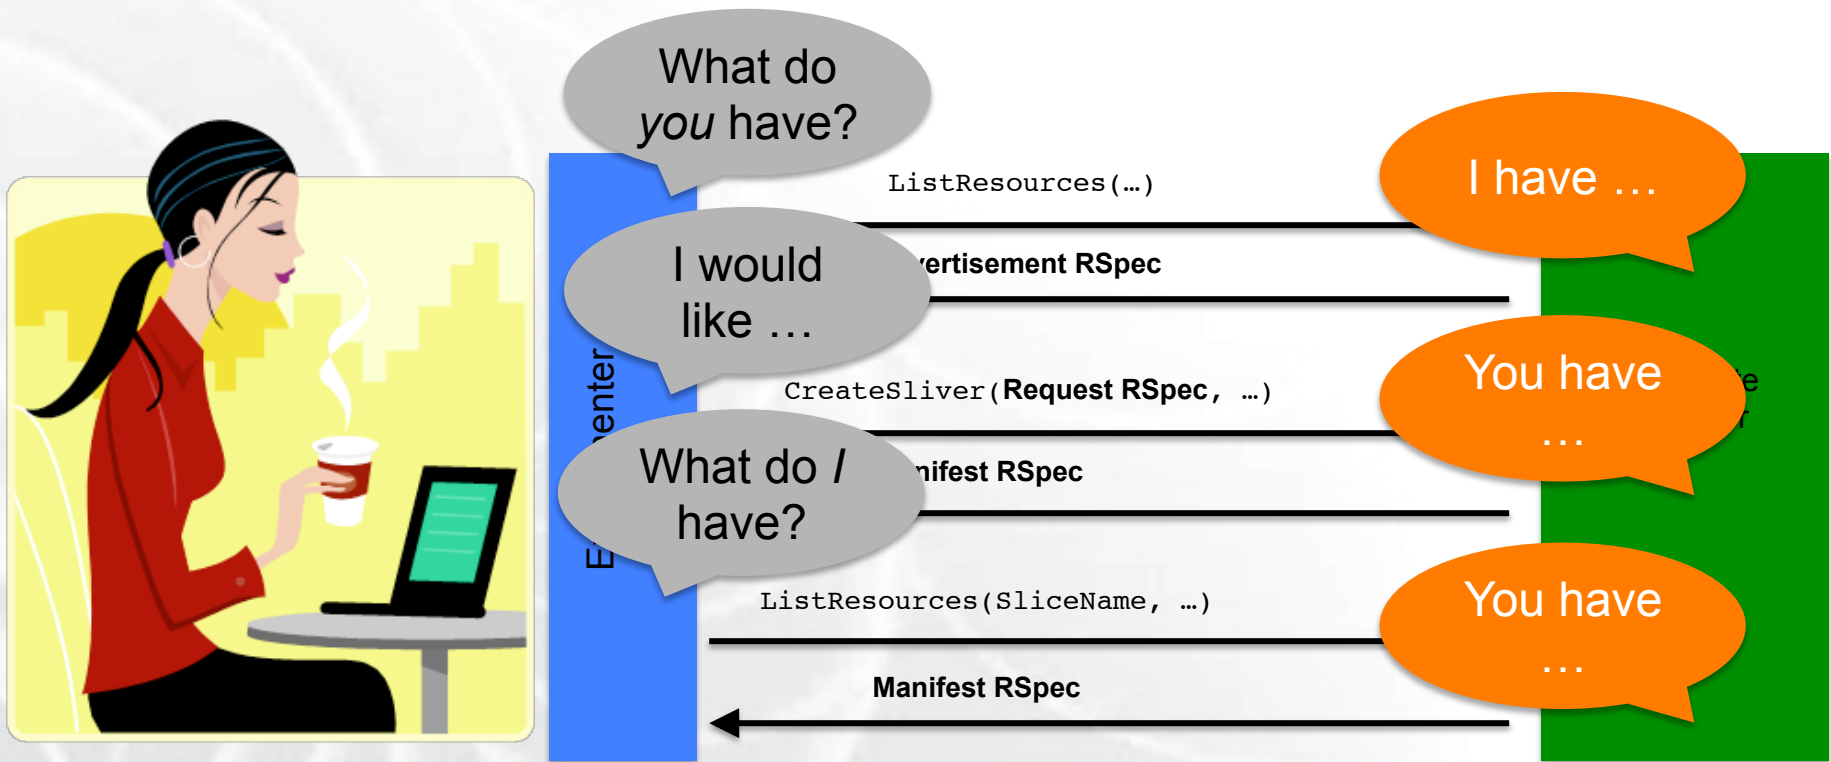 What do
you have?
ListResources(…)
I have …
I would
like …
vertisement RSpec
CreateSliver(Request RSpec, …)
You have
…
What do I
have?
nifest RSpec
ListResources(SliceName, …)
You have
…
Manifest RSpec